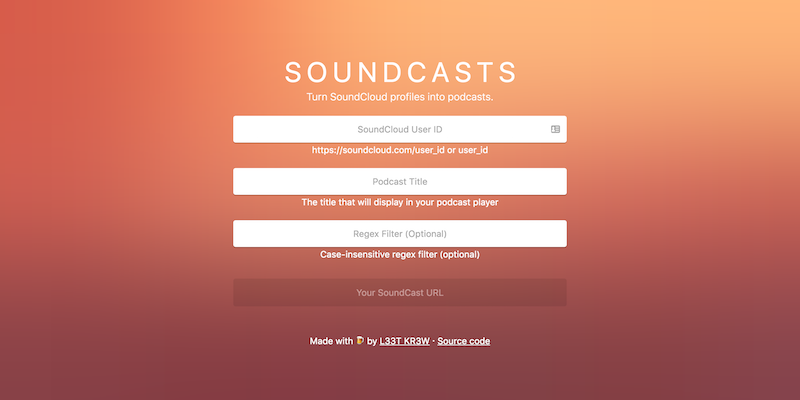 SOUNDCASTS
Turn SoundCloud profiles into podcasts.
SoundCloud User ID
https://soundcloud.com/user_id or user_id
Podcast Title
The title that will display in your podcast player
Regex Filter (Optional)
Case-insensitive regex filter (optional)
Your SoundCast URL
Made with 🍺 by L33T KR3W · Source code